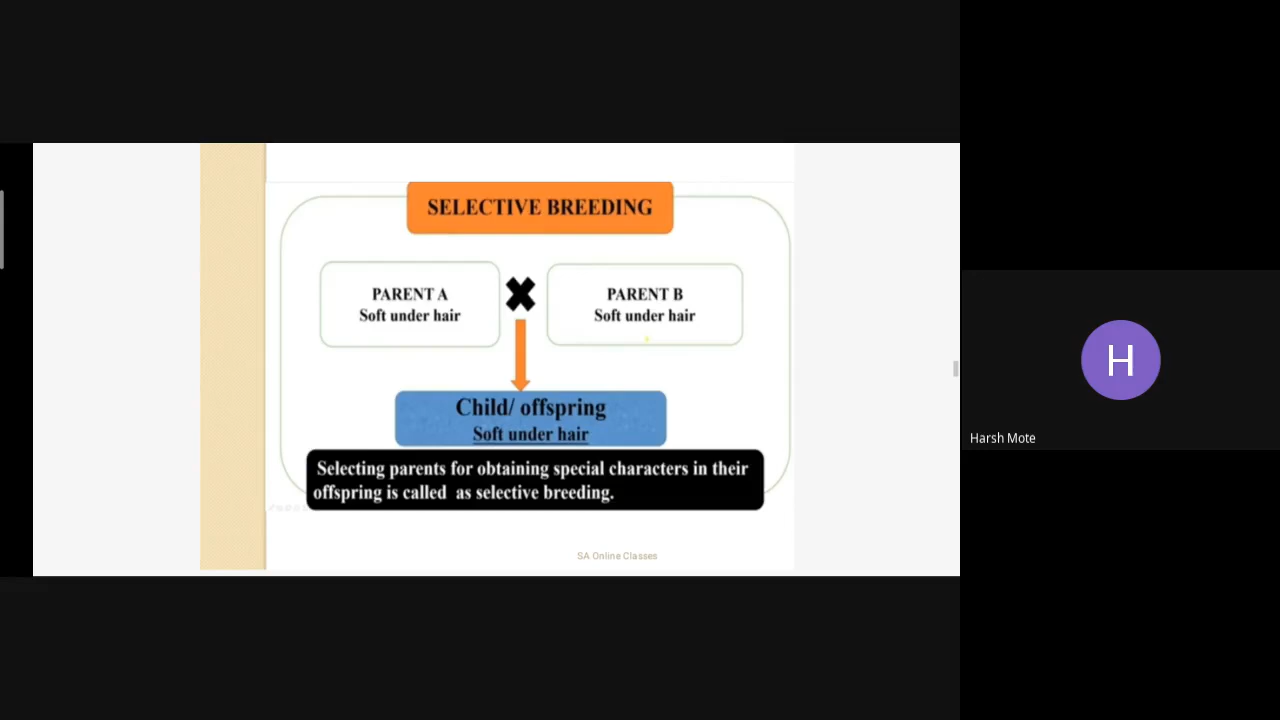 SELECTIVE BREEDING
PARENT A
Soft under hair
PARENT B
Soft under hair
Child/ offspring
Soft under hair
Selecting parents for obtaining special characters in their
offspring is called as selective breeding.
SA Online Classes
H
Harsh Mote